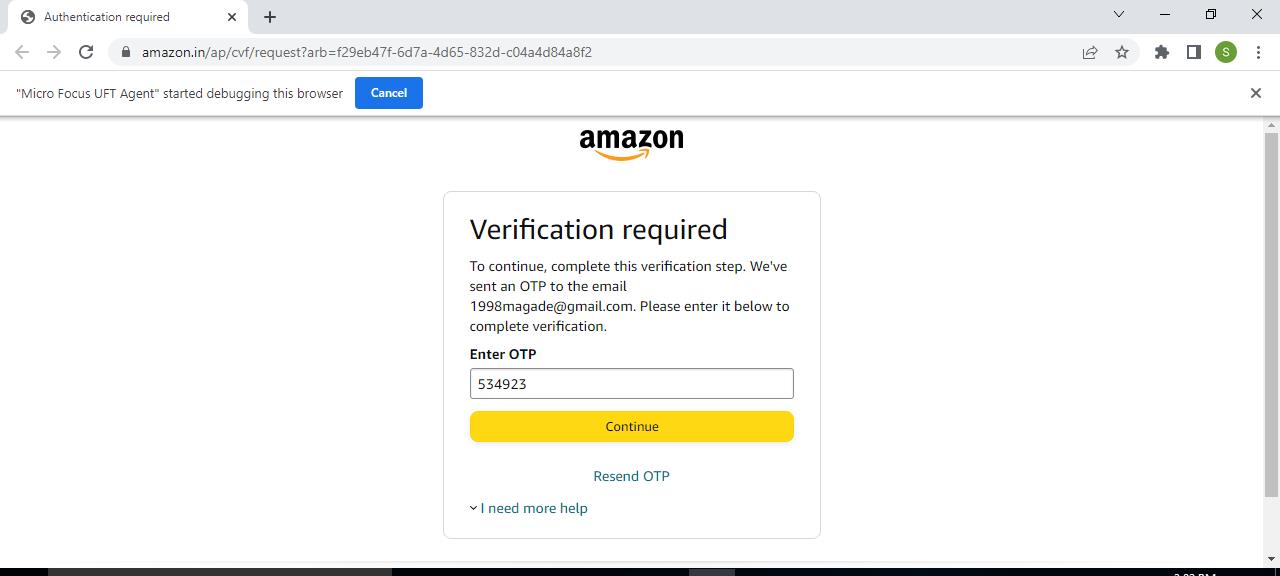 Authentication required
amazon.in/ap/cvf/request?arb=f29eb47f-6d7a-4d65-832d-c04a4d84a8f2
S
"Micro Focus UFT Agent" started debugging this browser
Cancel
amazon
Verification required
To continue, complete this verification step. We've
sent an OTP to the email
1998magade@gmail.com. Please enter it below to
complete verification.
Enter OTP
534923
Continue
Resend OTP
I need more help